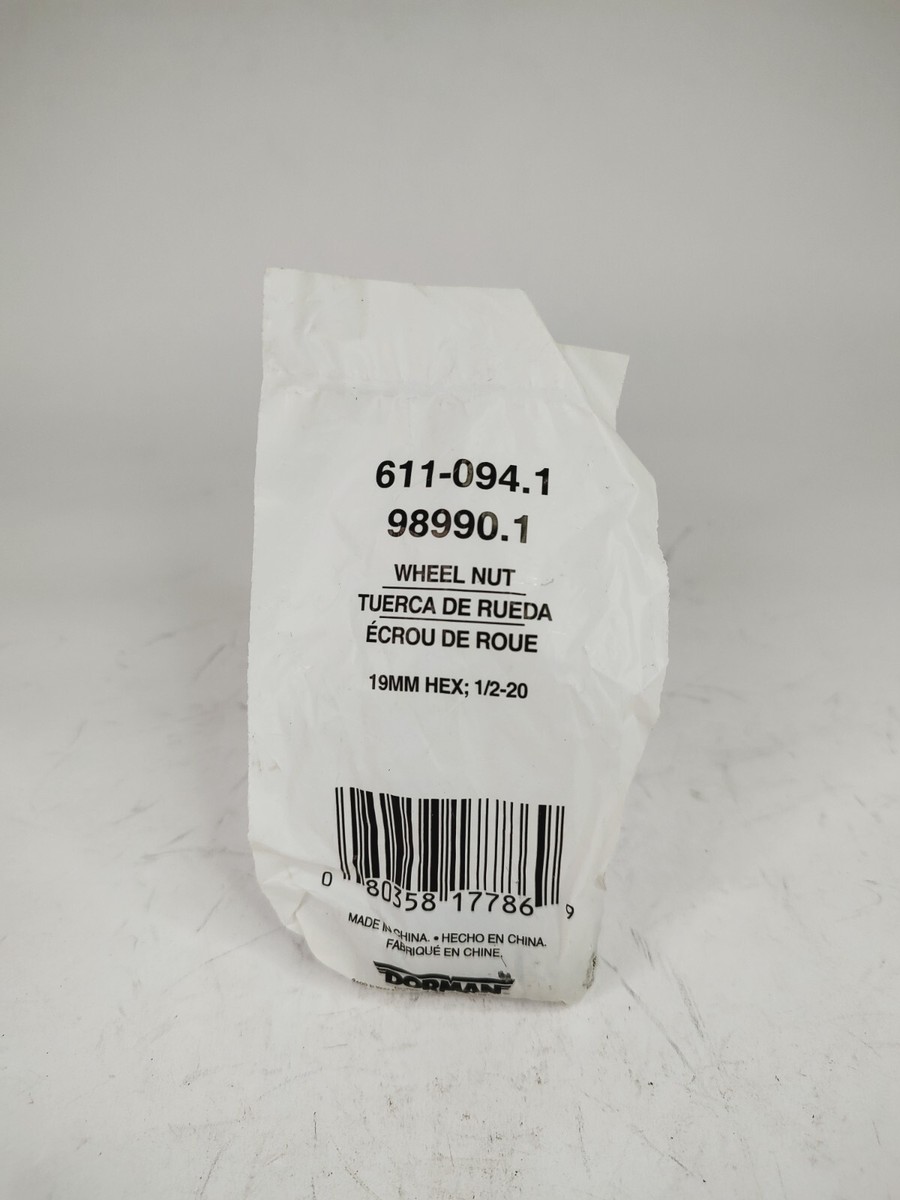 611-094.1
98990.1
WHEEL NUT
TUERCA DE RUEDA
ÉCROU DE ROUE
19MM HEX; 1/2-20
0 80358 17786 9
MADE IN CHINA. • HECHO EN CHINA.
FABRIQUÉ EN CHINE.
DORMAN